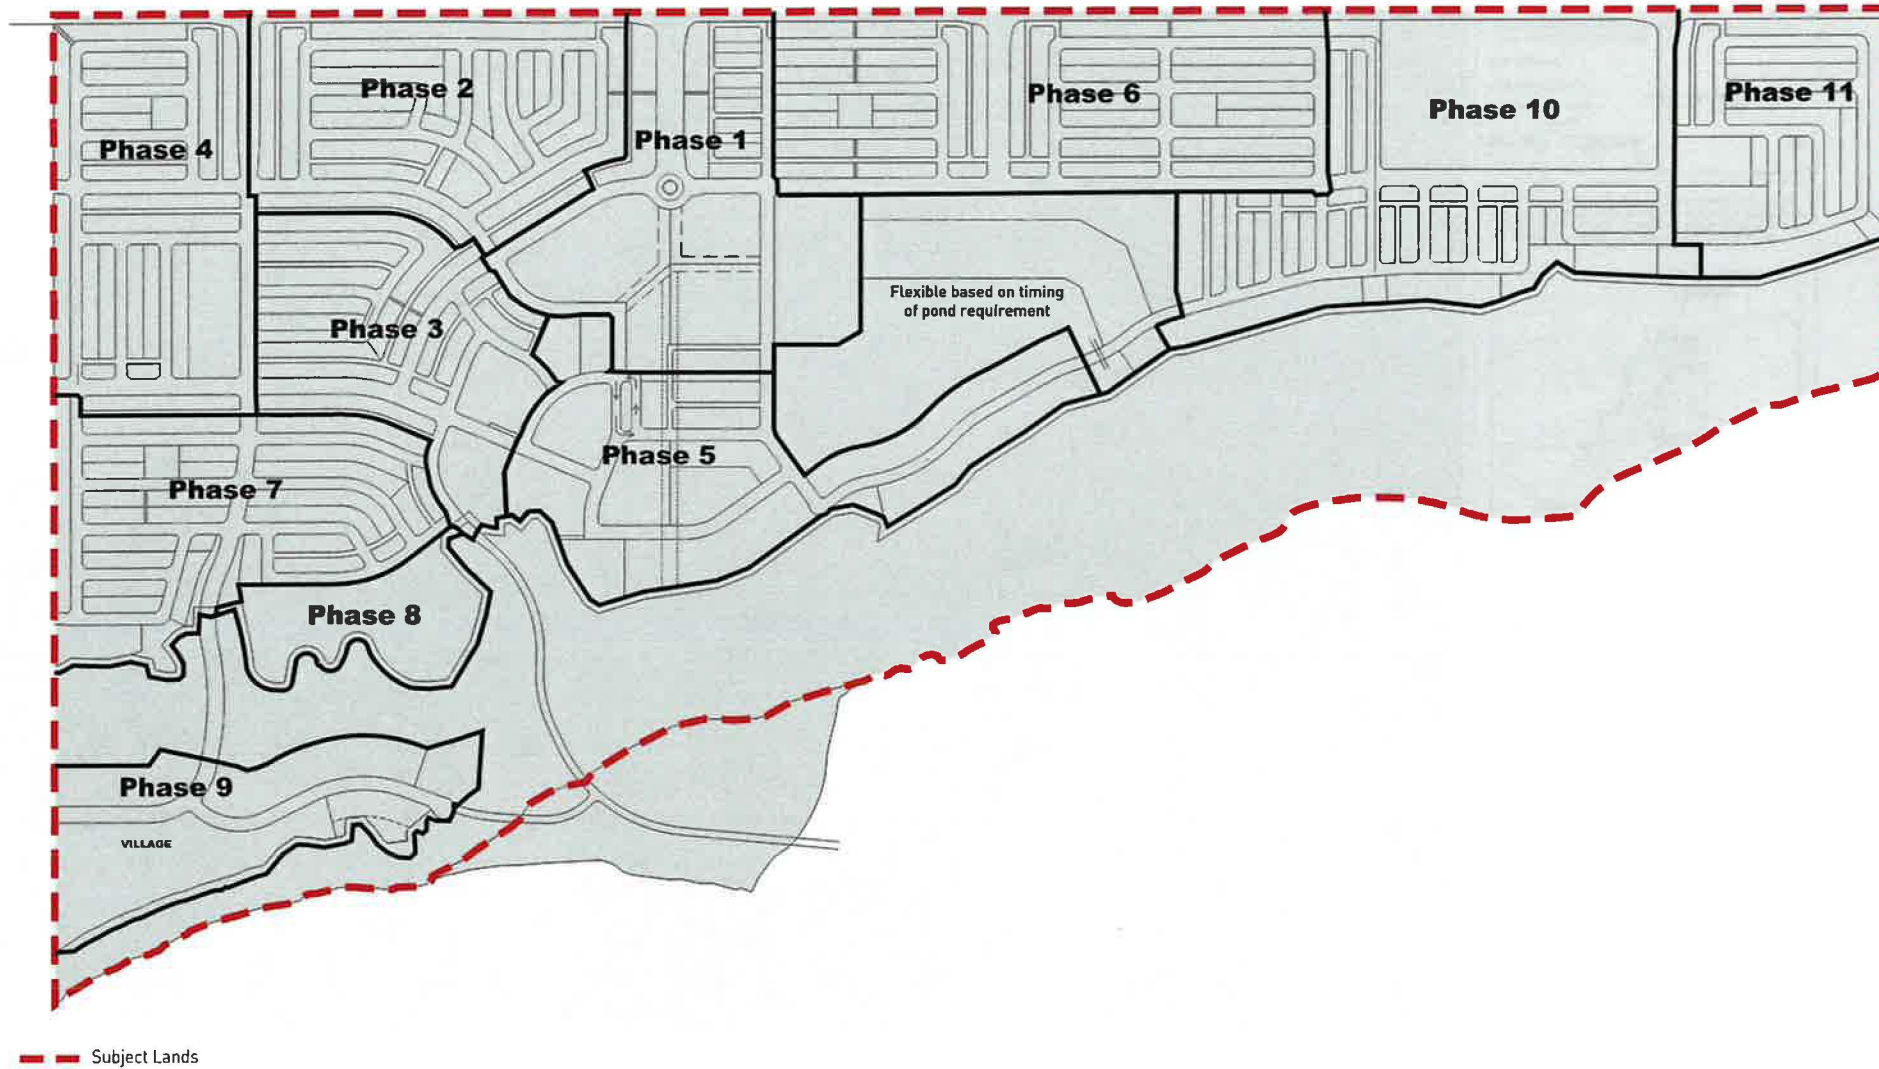 Phase 2
Phase 6
Phase 11
Phase 10
Phase 1
Phase 4
Flexible based on timing
of pond requirement
Phase 3
Phase 5
Phase 7
Phase 8
Phase 9
VILLAGE
Subject Lands